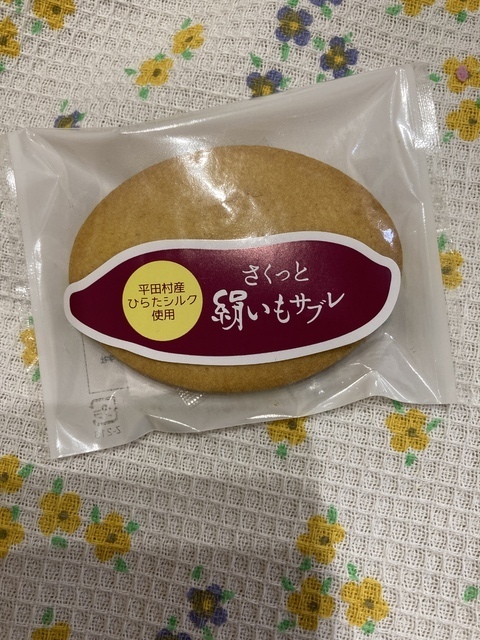 平田村産
ひらたシルク
使用
さくっと
絹いもサブレ